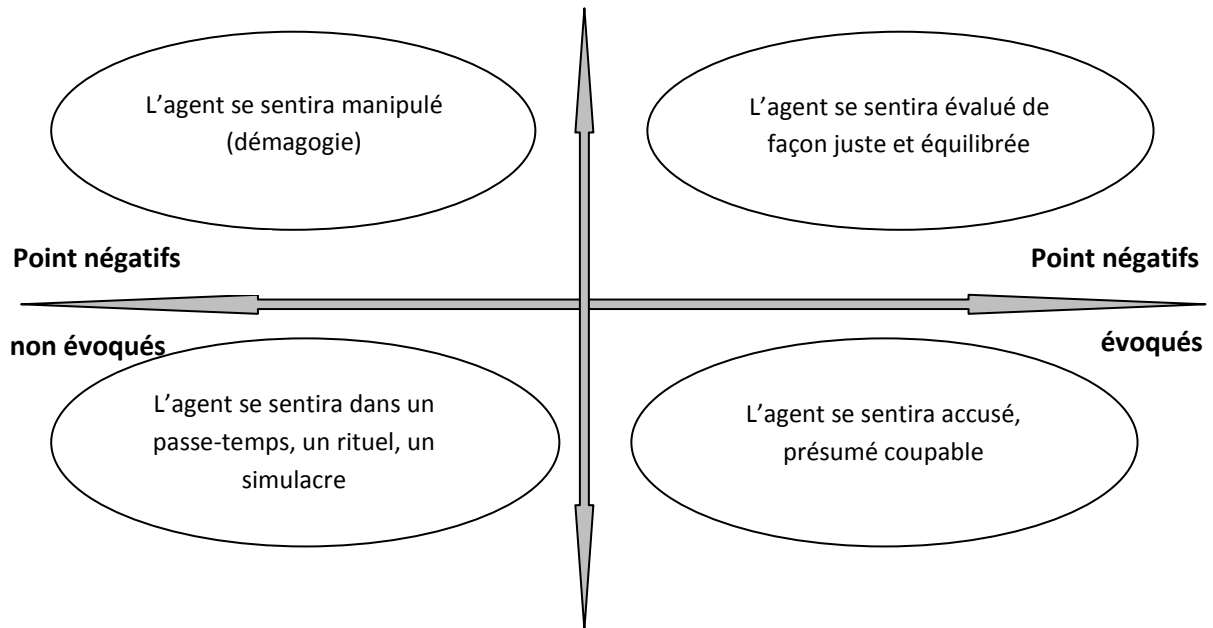 L’agent se sentira manipulé
(démagogie)
L’agent se sentira évalué de
façon juste et équilibrée
Point négatifs
non évoqués
Point négatifs
évoqués
L’agent se sentira dans un
passe-temps, un rituel, un
simulacre
L’agent se sentira accusé,
présumé coupable